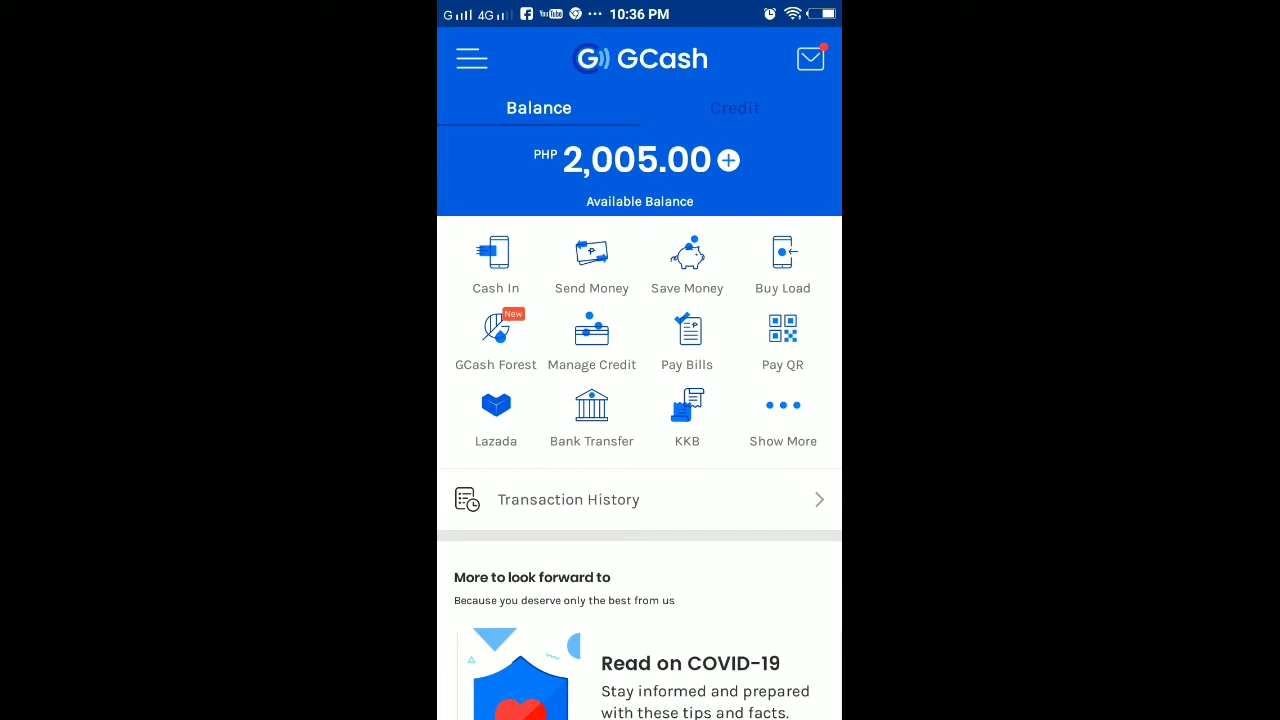 G 4G 10:36 PM
GCash
Balance Credit
PHP 2,005.00
Available Balance
Cash In Send Money Save Money Buy Load
New
GCash Forest Manage Credit Pay Bills Pay QR
Lazada Bank Transfer KKB Show More
Transaction History
More to look forward to
Because you deserve only the best from us
Read on COVID-19
Stay informed and prepared
with these tips and facts.